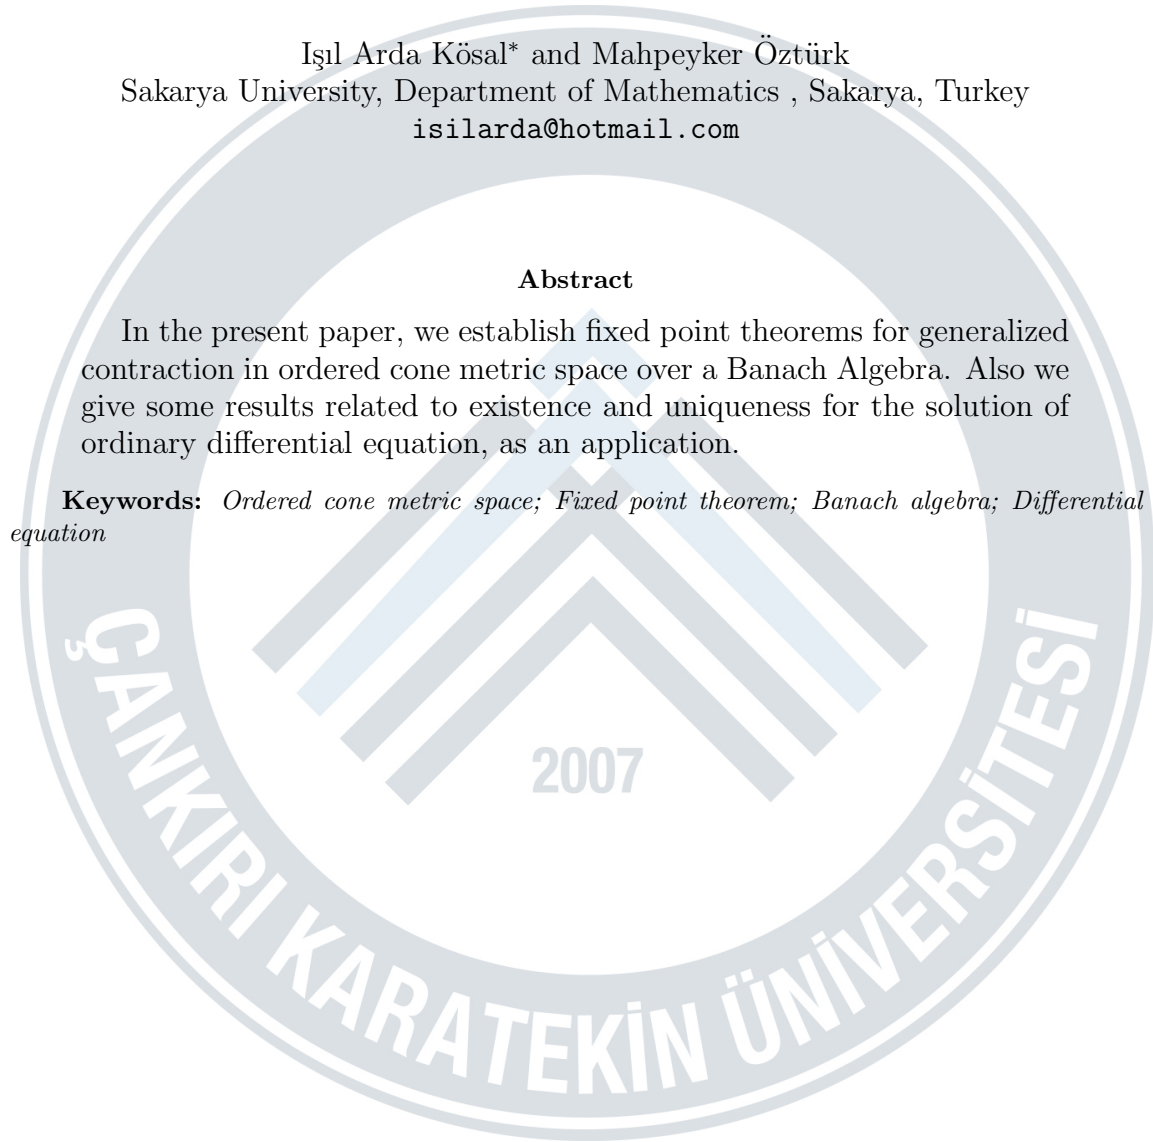 Işıl Arda Kösal* and Mahpeyker Öztürk
Sakarya University, Department of Mathematics , Sakarya, Turkey
isilarda@hotmail.com
Abstract
In the present paper, we establish fixed point theorems for generalized
contraction in ordered cone metric space over a Banach Algebra. Also we
give some results related to existence and uniqueness for the solution of
ordinary differential equation, as an application.
Keywords: Ordered cone metric space; Fixed point theorem; Banach algebra; Differential
equation
2007
ÇANKIRI KARATEKİN ÜNİVERSİTESİ